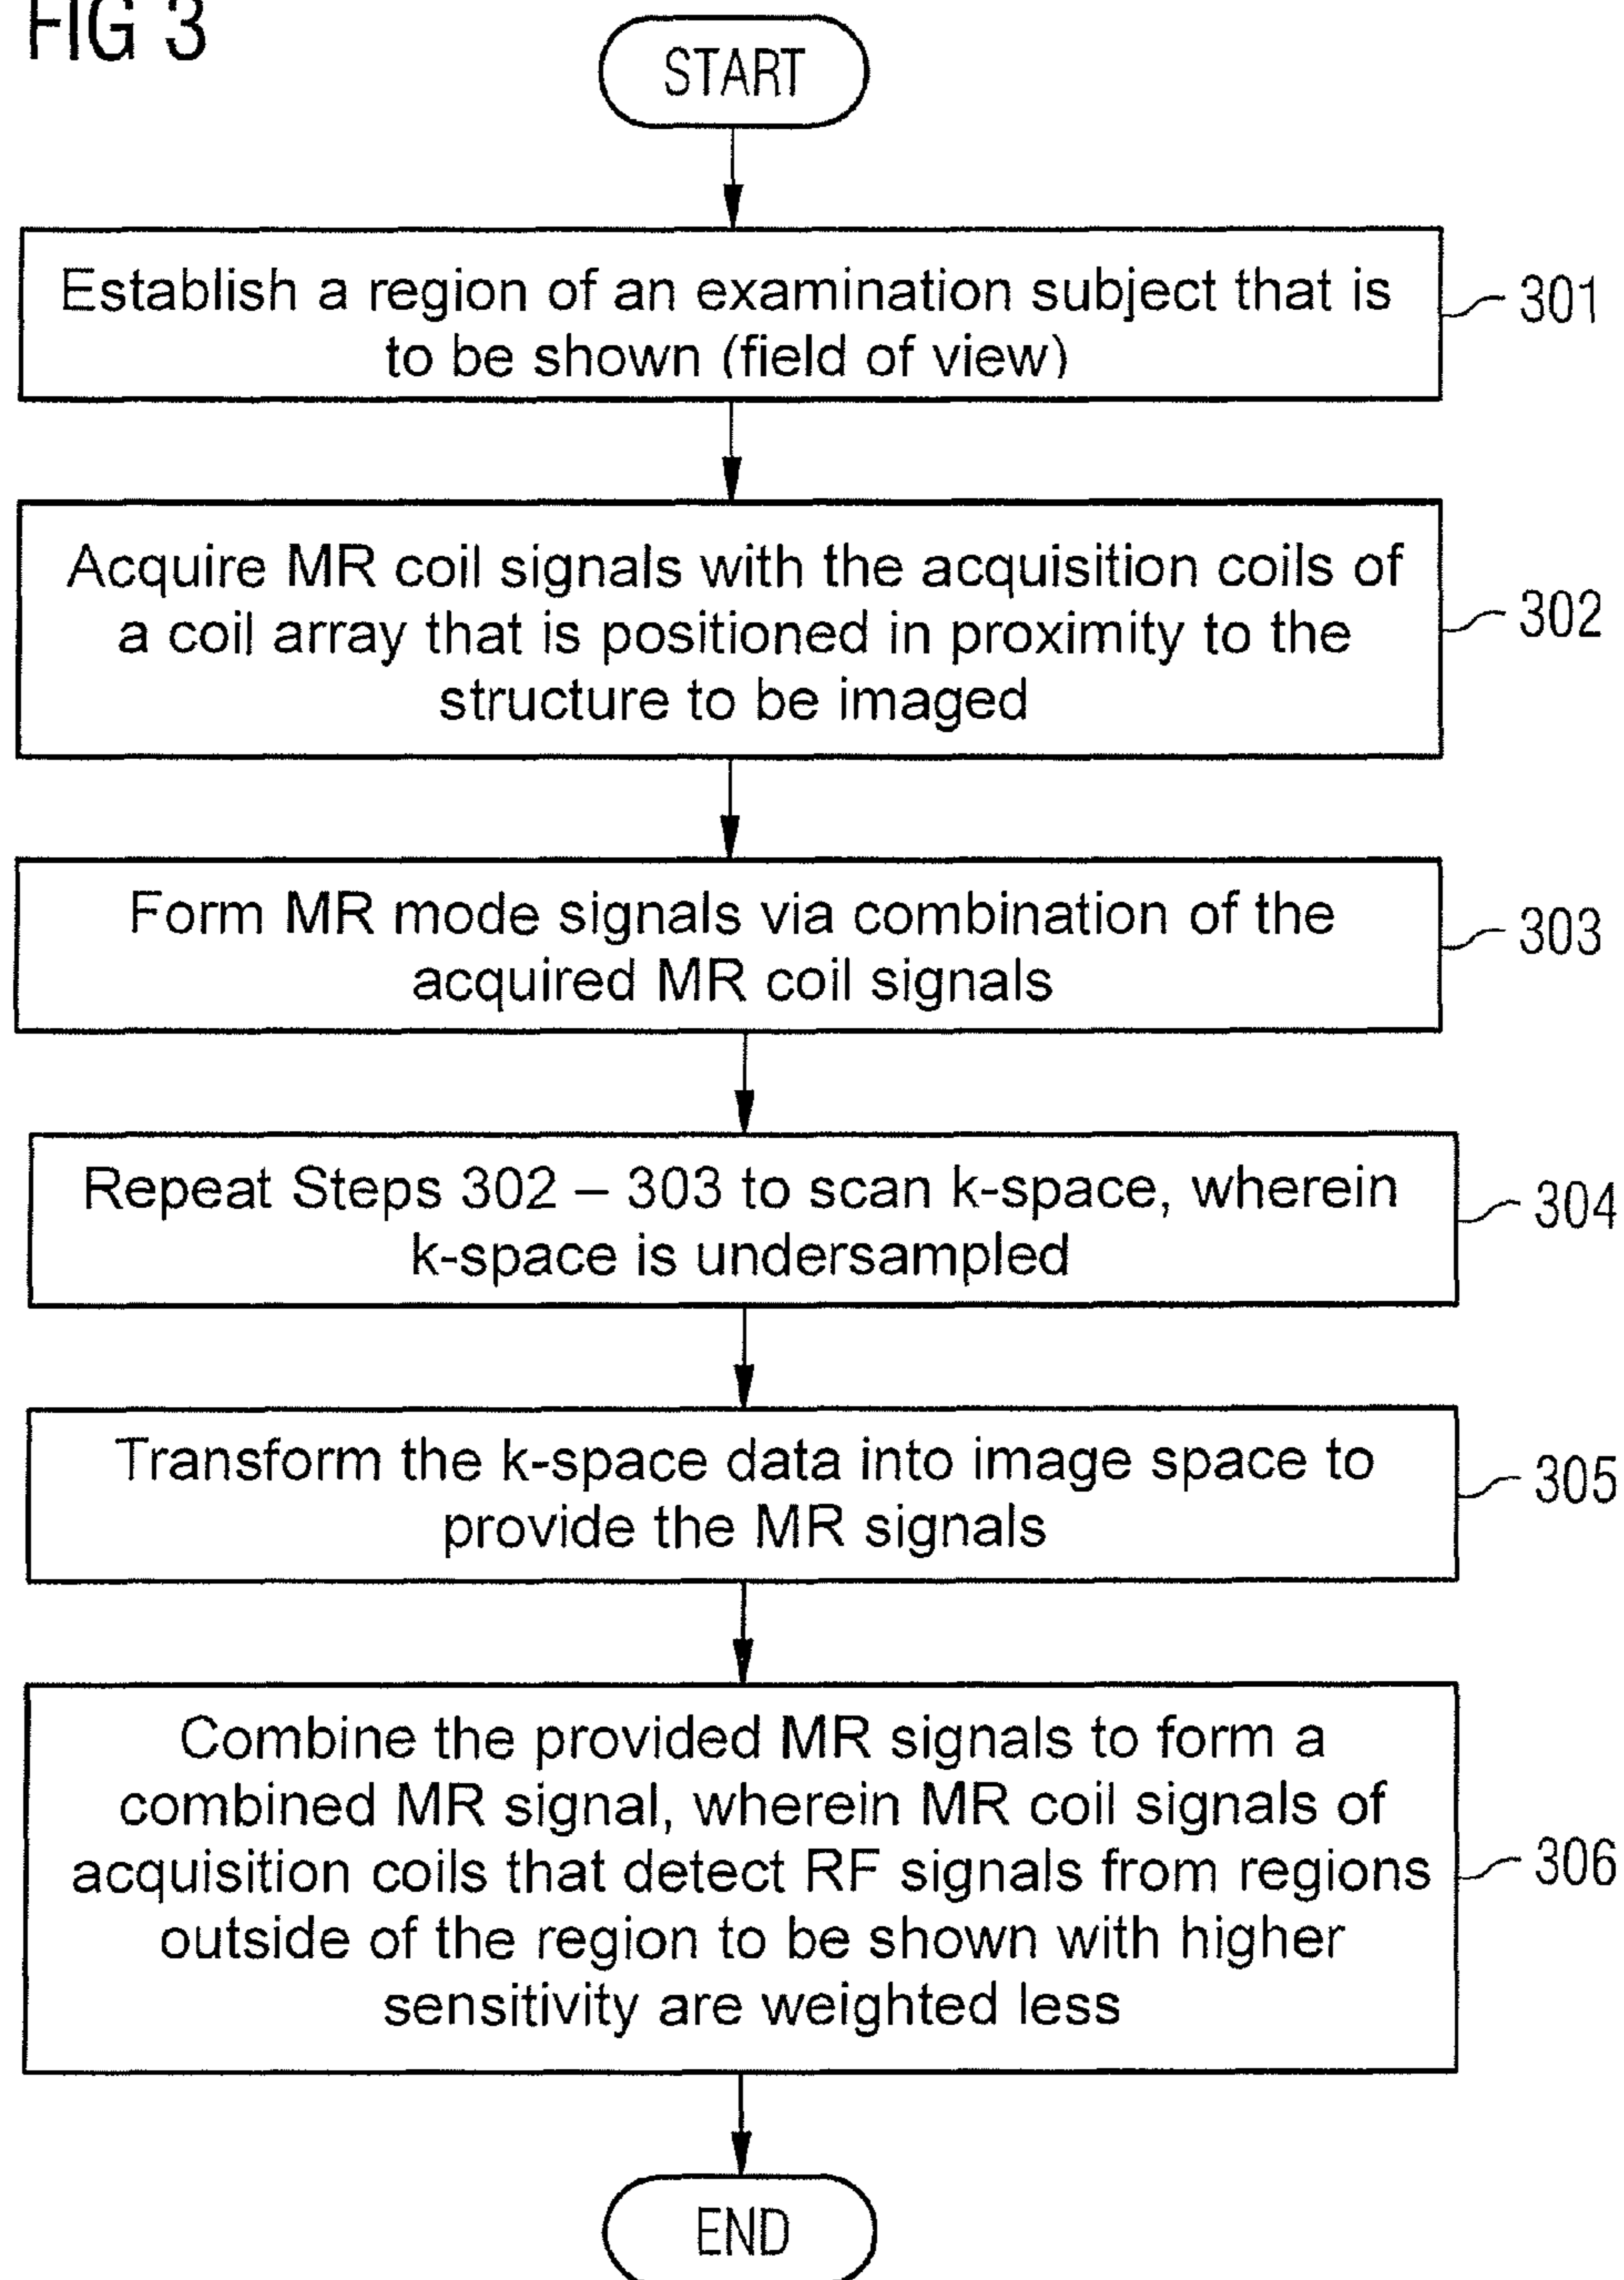 FIG 3
START
Establish a region of an examination subject that is
to be shown (field of view)
301
Acquire MR coil signals with the acquisition coils of
a coil array that is positioned in proximity to the
structure to be imaged
302
Form MR mode signals via combination of the
acquired MR coil signals
303
Repeat Steps 302 – 303 to scan k-space, wherein
k-space is undersampled
304
Transform the k-space data into image space to
provide the MR signals
305
Combine the provided MR signals to form a
combined MR signal, wherein MR coil signals of
acquisition coils that detect RF signals from regions
outside of the region to be shown with higher
sensitivity are weighted less
306
END